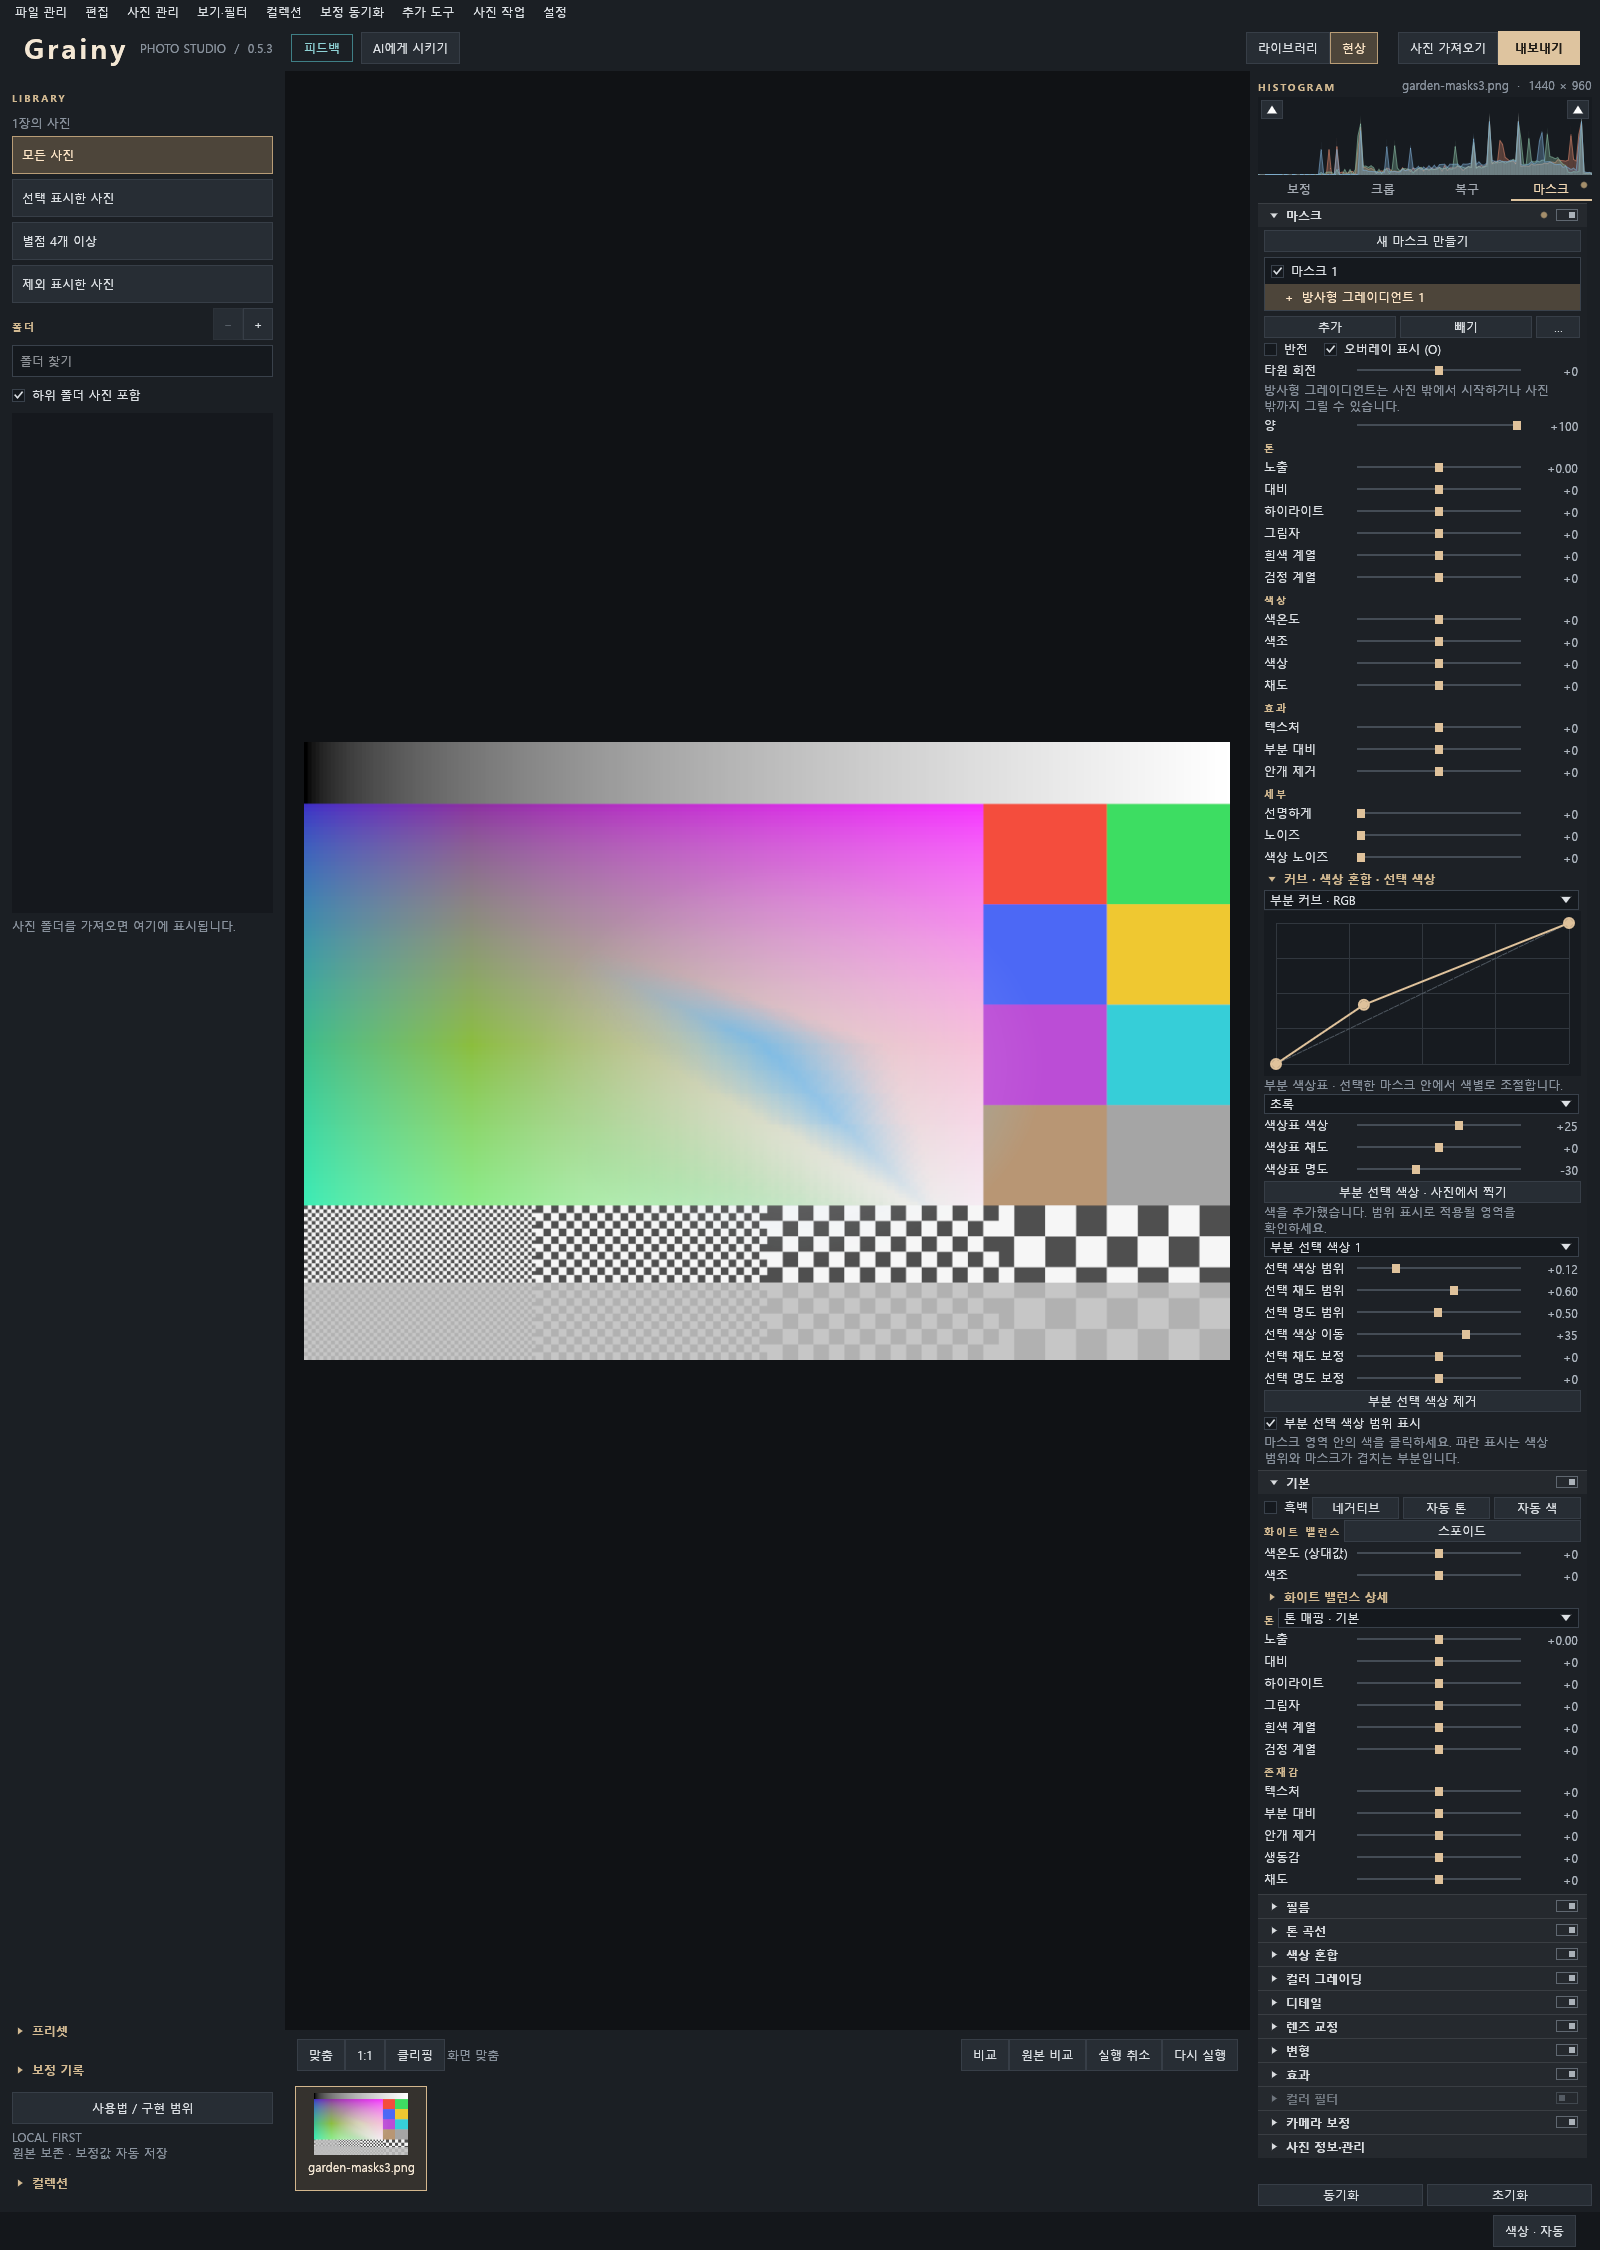 파일 관리 편집 사진 관리 보기·필터 컬렉션 보정 동기화 추가 도구 사진 작업 설정
Grainy PHOTO STUDIO / 0.5.3 피드백 AI에게 시키기 라이브러리 현상 사진 가져오기 내보내기
LIBRARY
1장의 사진
모든 사진
선택 표시한 사진
별점 4개 이상
제외 표시한 사진
폴더 − +
폴더 찾기
하위 폴더 사진 포함
사진 폴더를 가져오면 여기에 표시됩니다.
프리셋
보정 기록
사용법 / 구현 범위
LOCAL FIRST
원본 보존 · 보정값 자동 저장
컬렉션
맞춤 1:1 클리핑 화면 맞춤 비교 원본 비교 실행 취소 다시 실행
garden-masks3.png
HISTOGRAM garden-masks3.png · 1440 × 960
보정 크롭 복구 마스크
마스크
새 마스크 만들기
마스크 1
+ 방사형 그레이디언트 1
추가 빼기 ...
반전 오버레이 표시 (O)
타원 회전 +0
방사형 그레이디언트는 사진 밖에서 시작하거나 사진
밖까지 그릴 수 있습니다.
양 +100
톤
노출 +0.00
대비 +0
하이라이트 +0
그림자 +0
흰색 계열 +0
검정 계열 +0
색상
색온도 +0
색조 +0
색상 +0
채도 +0
효과
텍스처 +0
부분 대비 +0
안개 제거 +0
세부
선명하게 +0
노이즈 +0
색상 노이즈 +0
커브 · 색상 혼합 · 선택 색상
부분 커브 · RGB
부분 색상표 · 선택한 마스크 안에서 색별로 조절합니다.
초록
색상표 색상 +25
색상표 채도 +0
색상표 명도 -30
부분 선택 색상 · 사진에서 찍기
색을 추가했습니다. 범위 표시로 적용될 영역을
확인하세요.
부분 선택 색상 1
선택 색상 범위 +0.12
선택 채도 범위 +0.60
선택 명도 범위 +0.50
선택 색상 이동 +35
선택 채도 보정 +0
선택 명도 보정 +0
부분 선택 색상 제거
부분 선택 색상 범위 표시
마스크 영역 안의 색을 클릭하세요. 파란 표시는 색상
범위와 마스크가 겹치는 부분입니다.
기본
흑백 네거티브 자동 톤 자동 색
화이트 밸런스 스포이드
색온도 (상대값) +0
색조 +0
화이트 밸런스 상세
톤 톤 매핑 · 기본
노출 +0.00
대비 +0
하이라이트 +0
그림자 +0
흰색 계열 +0
검정 계열 +0
존재감
텍스처 +0
부분 대비 +0
안개 제거 +0
생동감 +0
채도 +0
필름
톤 곡선
색상 혼합
컬러 그레이딩
디테일
렌즈 교정
변형
효과
컬러 필터
카메라 보정
사진 정보·관리
동기화 초기화
색상 · 자동